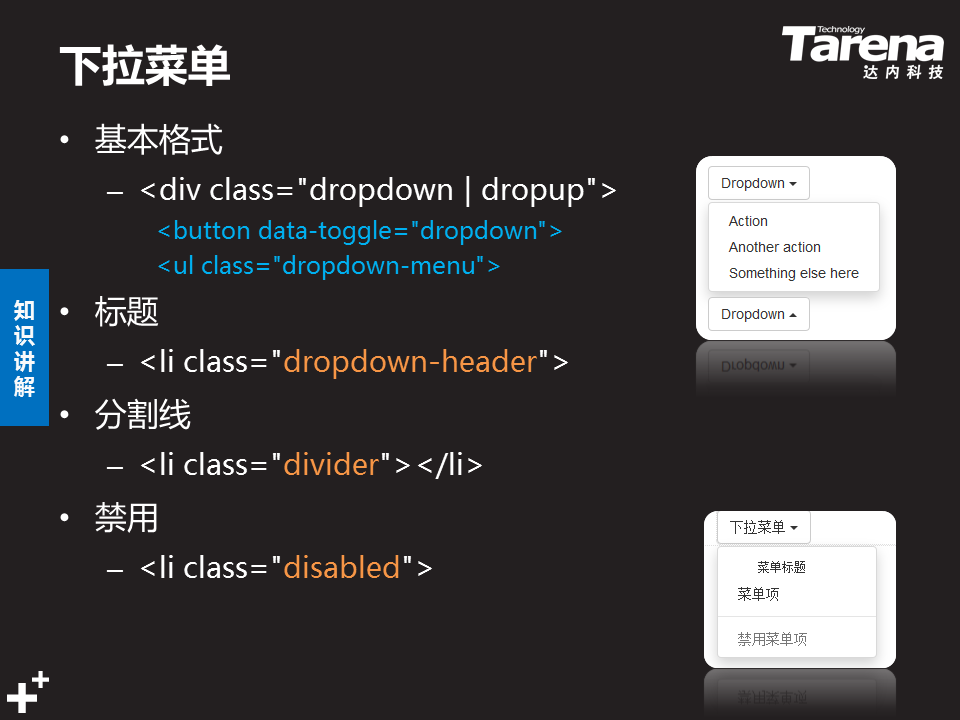 下拉菜单
Technology
Tarena
达内科技
• 基本格式
– <div class="dropdown | dropup">
<button data-toggle="dropdown">
<ul class="dropdown-menu">
• 标题
– <li class="dropdown-header">
• 分割线
– <li class="divider"></li>
• 禁用
– <li class="disabled">
知识讲解
Dropdown
Action
Another action
Something else here
Dropdown
下拉菜单
菜单标题
菜单项
禁用菜单项